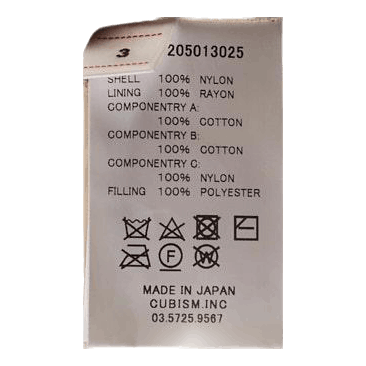 3
205013025
SHELL 100% NYLON
LINING 100% RAYON
COMPONENTRY A:
100% COTTON
COMPONENTRY B:
100% COTTON
COMPONENTRY C:
100% NYLON
FILLING 100% POLYESTER
F W
MADE IN JAPAN
CUBISM.INC
03.5725.9567